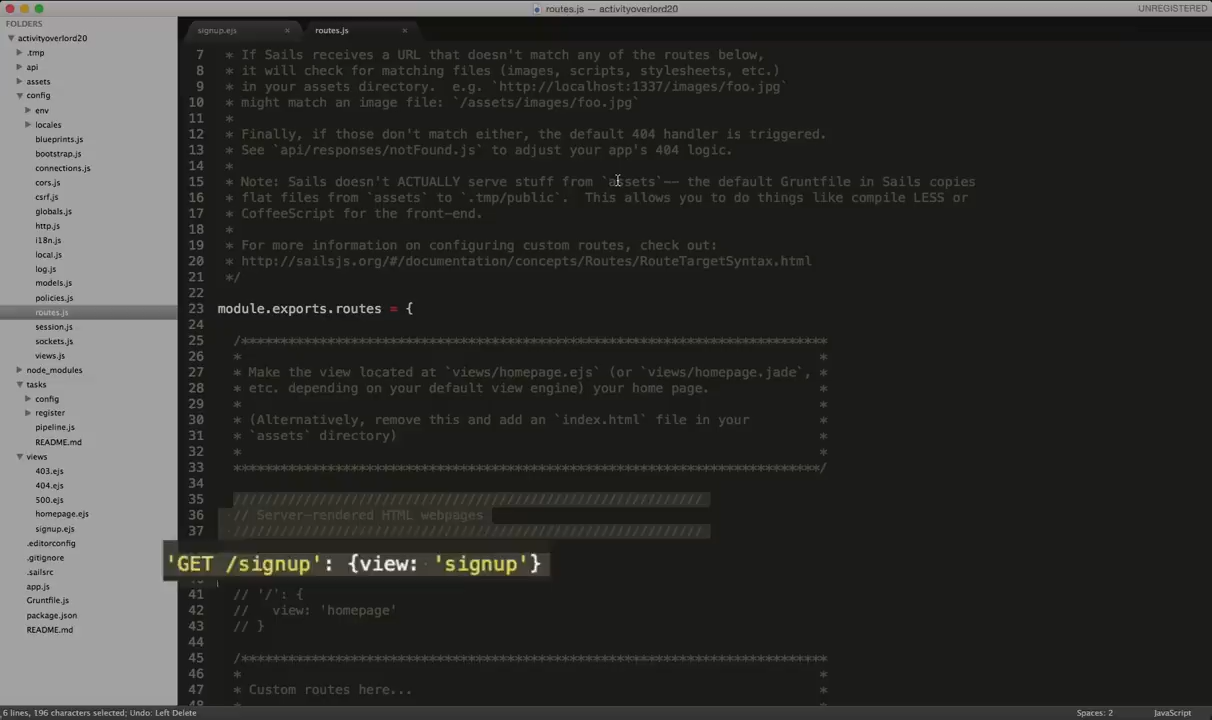 routes.js — activityoverlord20
UNREGISTERED
FOLDERS
activityoverlord20
.tmp
api
assets
config
env
locales
blueprints.js
bootstrap.js
connections.js
cors.js
csrf.js
globals.js
http.js
i18n.js
local.js
log.js
models.js
policies.js
routes.js
session.js
sockets.js
views.js
node_modules
tasks
config
register
pipeline.js
README.md
views
403.ejs
404.ejs
500.ejs
homepage.ejs
signup.ejs
.editorconfig
.gitignore
.sailsrc
app.js
Gruntfile.js
package.json
README.md
signup.ejs
routes.js
7 * If Sails receives a URL that doesn't match any of the routes below,
8 * it will check for matching files (images, scripts, stylesheets, etc.)
9 * in your assets directory.  e.g. `http://localhost:1337/images/foo.jpg`
10 * might match an image file: `/assets/images/foo.jpg`
11 *
12 * Finally, if those don't match either, the default 404 handler is triggered.
13 * See `api/responses/notFound.js` to adjust your app's 404 logic.
14 *
15 * Note: Sails doesn't ACTUALLY serve stuff from `assets`-- the default Gruntfile in Sails copies
16 * flat files from `assets` to `.tmp/public`.  This allows you to do things like compile LESS or
17 * CoffeeScript for the front-end.
18 *
19 * For more information on configuring custom routes, check out:
20 * http://sailsjs.org/#/documentation/concepts/Routes/RouteTargetSyntax.html
21 */
22
23 module.exports.routes = {
24
25 /***************************************************************************
26 * *
27 * Make the view located at `views/homepage.ejs` (or `views/homepage.jade`, *
28 * etc. depending on your default view engine) your home page. *
29 * *
30 * (Alternatively, remove this and add an `index.html` file in your *
31 * `assets` directory) *
32 * *
33 ***************************************************************************/
34
35 ////////////////////////////////////////////////////////////
36 // Server-rendered HTML webpages
37 ////////////////////////////////////////////////////////////
'GET /signup': {view: 'signup'}
41 // '/': {
42 //   view: 'homepage'
43 // }
44
45 /***************************************************************************
46 * *
47 * Custom routes here... *
6 lines, 196 characters selected; Undo: Left Delete
Spaces: 2
JavaScript